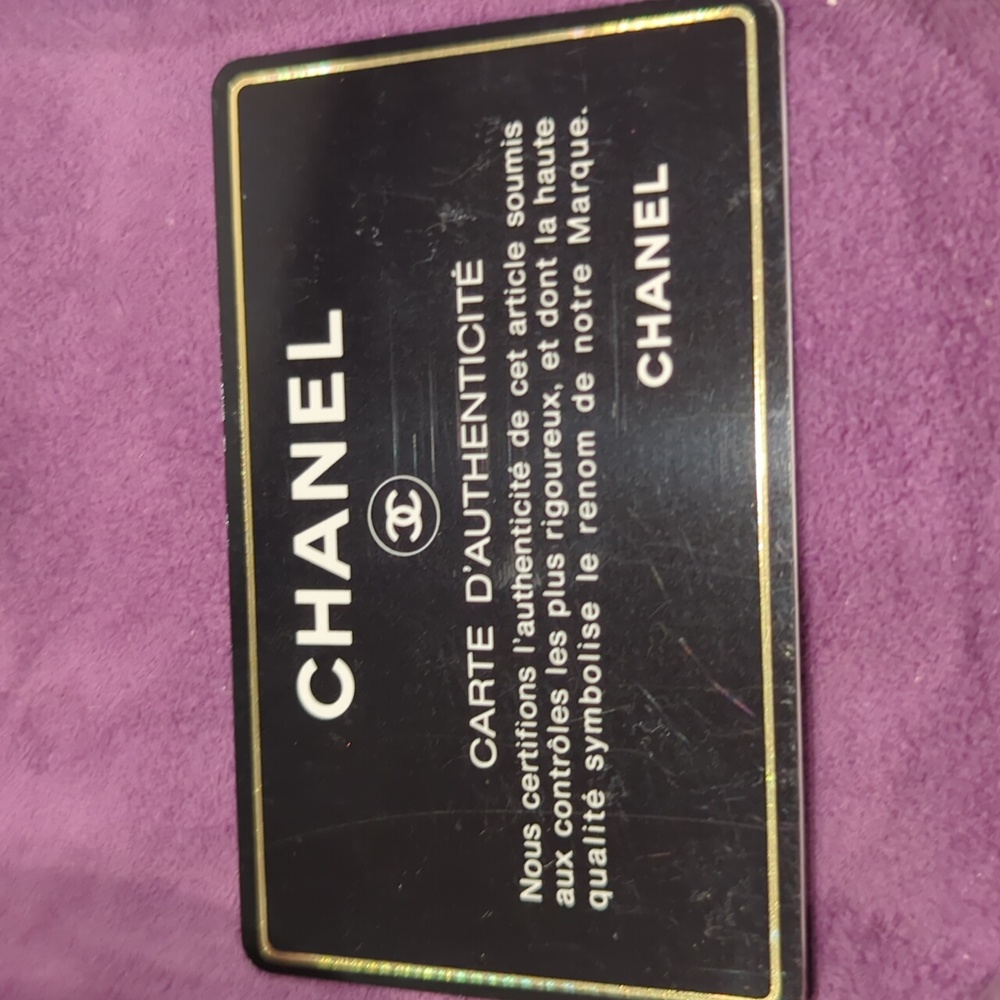 CHANEL
CARTE D'AUTHENTICITÉ
Nous certifions l'authenticité de cet article soumis
aux contrôles les plus rigoureux, et dont la haute
qualité symbolise le renom de notre Marque.
CHANEL